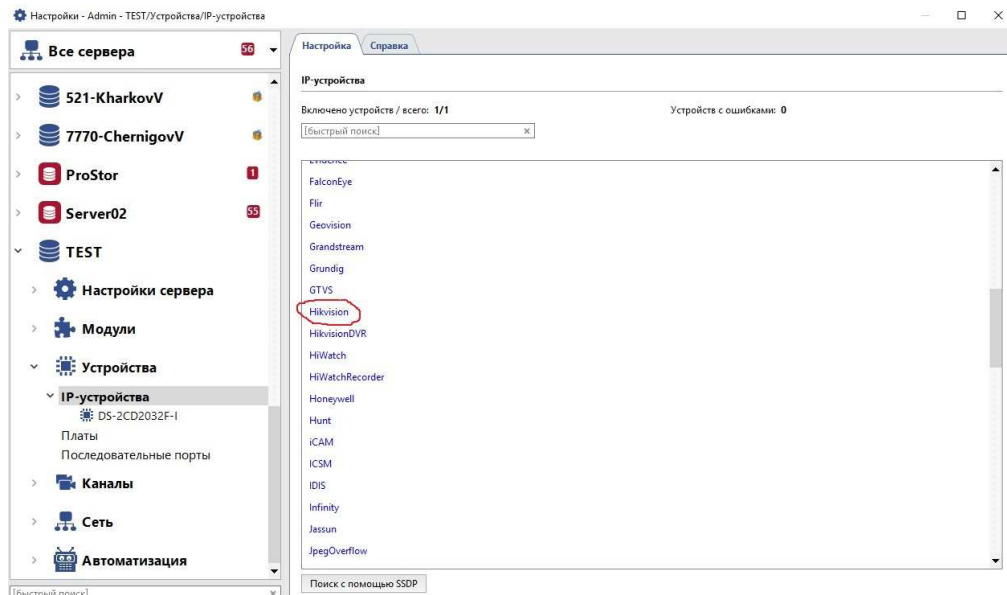 Настройки - Admin - TEST/Устройства/IP-устройства
Все сервера 56
521-KharkovV
7770-ChernigovV
ProStor 1
Server02 55
TEST
Настройки сервера
Модули
Устройства
IP-устройства
DS-2CD2032F-I
Платы
Последовательные порты
Каналы
Сеть
Автоматизация
[быстрый поиск]
Настройка Справка
IP-устройства
Включено устройств / всего: 1/1 Устройств с ошибками: 0
[быстрый поиск]
Evidence
FalconEye
Flir
Geovision
Grandstream
Grundig
GTVS
Hikvision
HikvisionDVR
HiWatch
HiWatchRecorder
Honeywell
Hunt
iCAM
ICSM
IDIS
Infinity
Jassun
JpegOverflow
Поиск с помощью SSDP